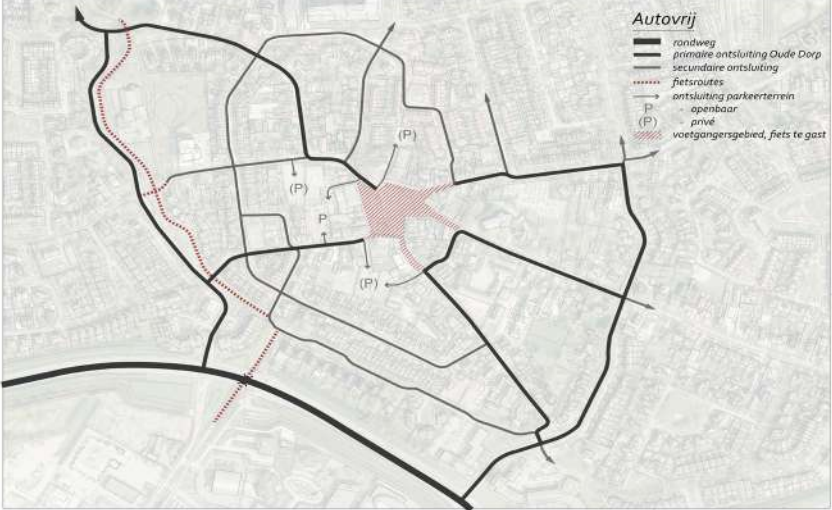 Autovrij
rondweg
primaire ontsluiting Oude Dorp
secundaire ontsluiting
fietsroutes
ontsluiting parkeerterrein
P - openbaar
(P) - privé
voetgangersgebied, fiets te gast
(P)
(P)
P
(P)